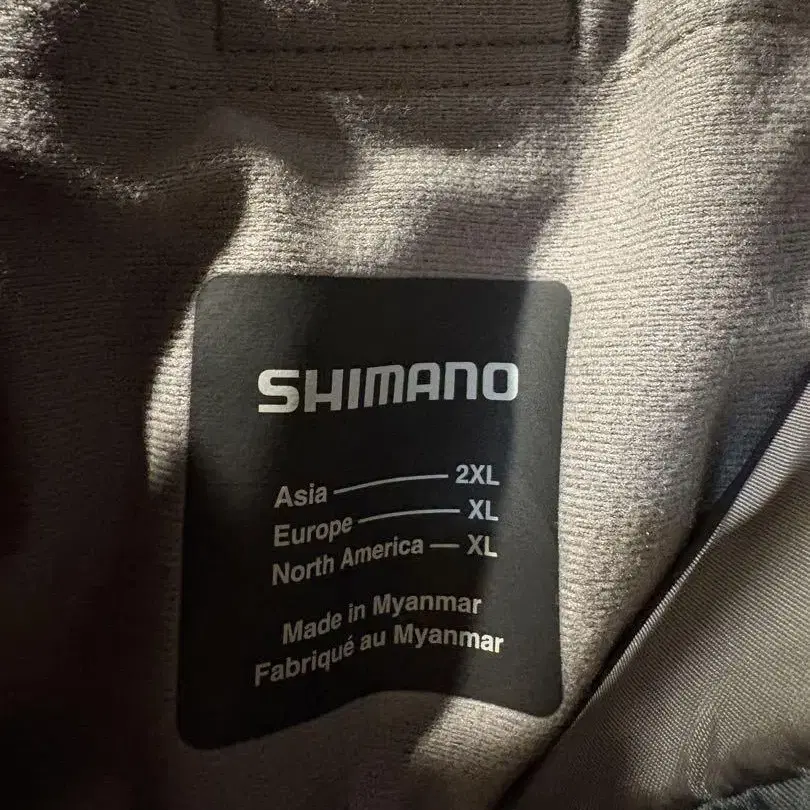 SHIMANO
Asia — 2XL
Europe — XL
North America — XL
Made in Myanmar
Fabriqué au Myanmar